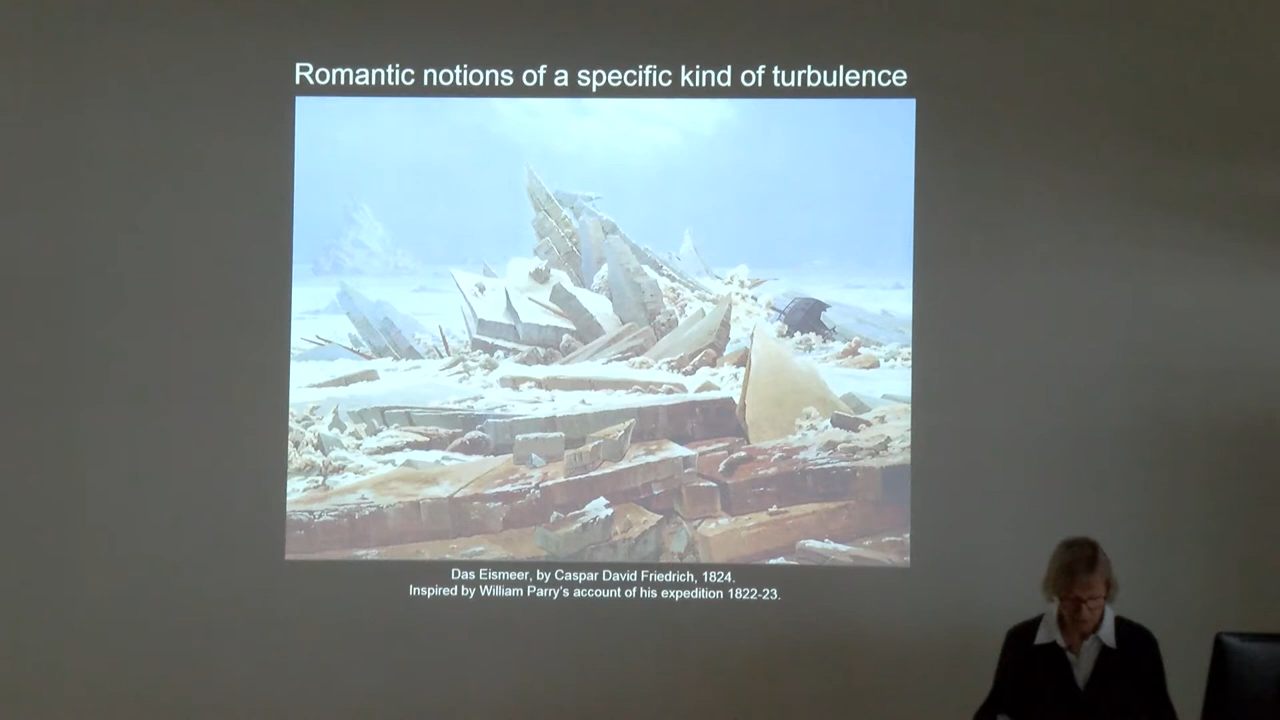 Romantic notions of a specific kind of turbulence
Das Eismeer, by Caspar David Friedrich, 1824.
Inspired by William Parry's account of his expedition 1822-23.